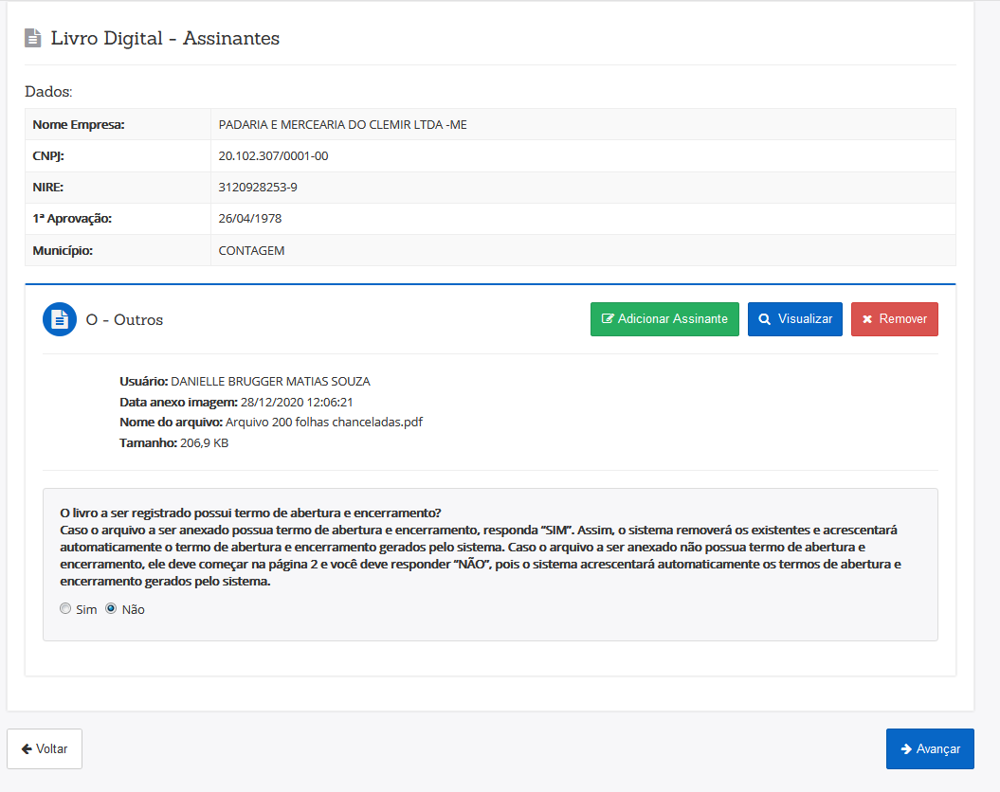 Livro Digital - Assinantes
Dados:
Nome Empresa: PADARIA E MERCEARIA DO CLEMIR LTDA -ME
CNPJ: 20.102.307/0001-00
NIRE: 3120928253-9
1ª Aprovação: 26/04/1978
Município: CONTAGEM
O - Outros Adicionar Assinante Visualizar Remover
Usuário: DANIELLE BRUGGER MATIAS SOUZA
Data anexo imagem: 28/12/2020 12:06:21
Nome do arquivo: Arquivo 200 folhas chanceladas.pdf
Tamanho: 206,9 KB
O livro a ser registrado possui termo de abertura e encerramento?
Caso o arquivo a ser anexado possua termo de abertura e encerramento, responda “SIM”. Assim, o sistema removerá os existentes e acrescentará
automaticamente o termo de abertura e encerramento gerados pelo sistema. Caso o arquivo a ser anexado não possua termo de abertura e
encerramento, ele deve começar na página 2 e você deve responder “NÃO”, pois o sistema acrescentará automaticamente os termos de abertura e
encerramento gerados pelo sistema.
Sim Não
Voltar Avançar